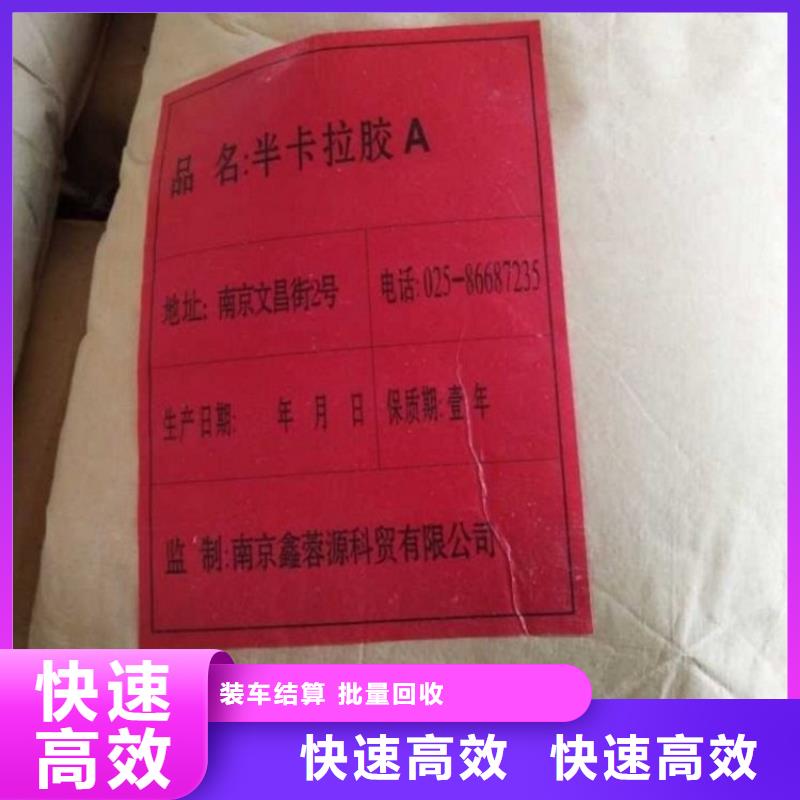 品 名:半卡拉胶A
地址: 南京文昌街2号 电话:025-86687235
生产日期: 年 月 日 保质期:壹年
监 制:南京鑫蓉源科贸有限公司
快速
高效
装车结算 批量回收
快速高效 快速高效